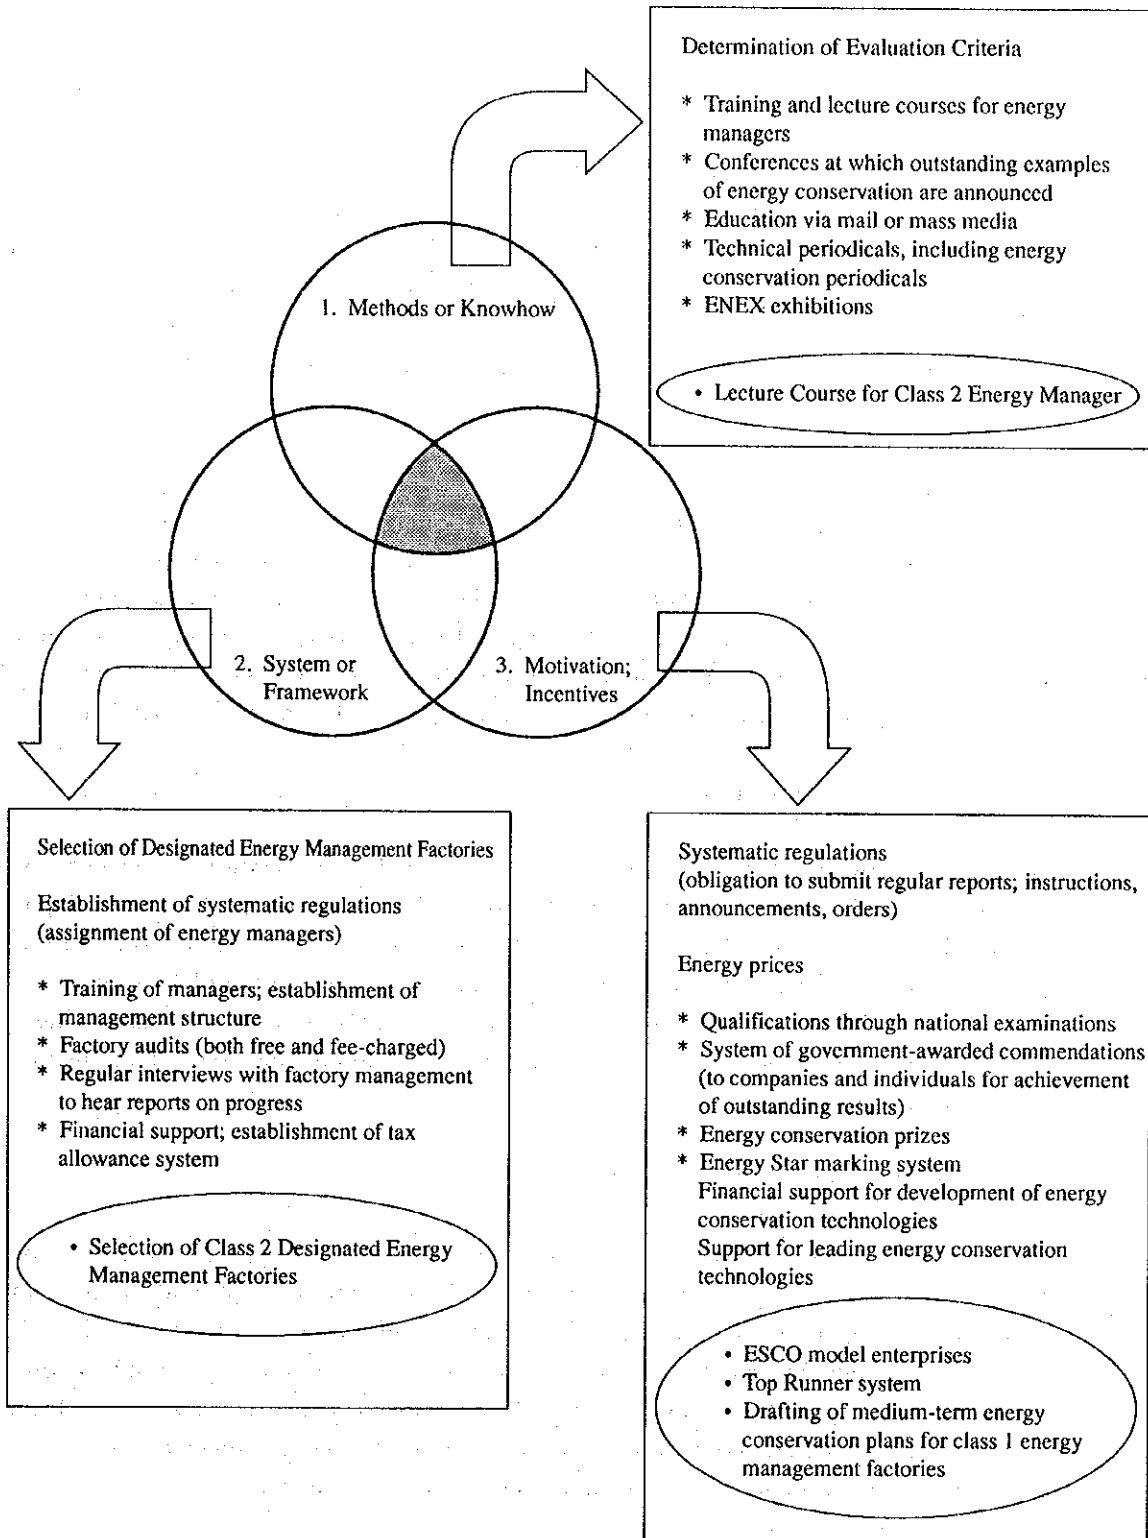 Determination of Evaluation Criteria
* Training and lecture courses for energy
managers
* Conferences at which outstanding examples
of energy conservation are announced
* Education via mail or mass media
* Technical periodicals, including energy
conservation periodicals
* ENEX exhibitions
• Lecture Course for Class 2 Energy Manager
1. Methods or Knowhow
2. System or
Framework
3. Motivation;
Incentives
Selection of Designated Energy Management Factories
Establishment of systematic regulations
(assignment of energy managers)
* Training of managers; establishment of
management structure
* Factory audits (both free and fee-charged)
* Regular interviews with factory management
to hear reports on progress
* Financial support; establishment of tax
allowance system
• Selection of Class 2 Designated Energy
Management Factories
Systematic regulations
(obligation to submit regular reports; instructions,
announcements, orders)
Energy prices
* Qualifications through national examinations
* System of government-awarded commendations
(to companies and individuals for achievement
of outstanding results)
* Energy conservation prizes
* Energy Star marking system
Financial support for development of energy
conservation technologies
Support for leading energy conservation
technologies
• ESCO model enterprises
• Top Runner system
• Drafting of medium-term energy
conservation plans for class 1 energy
management factories